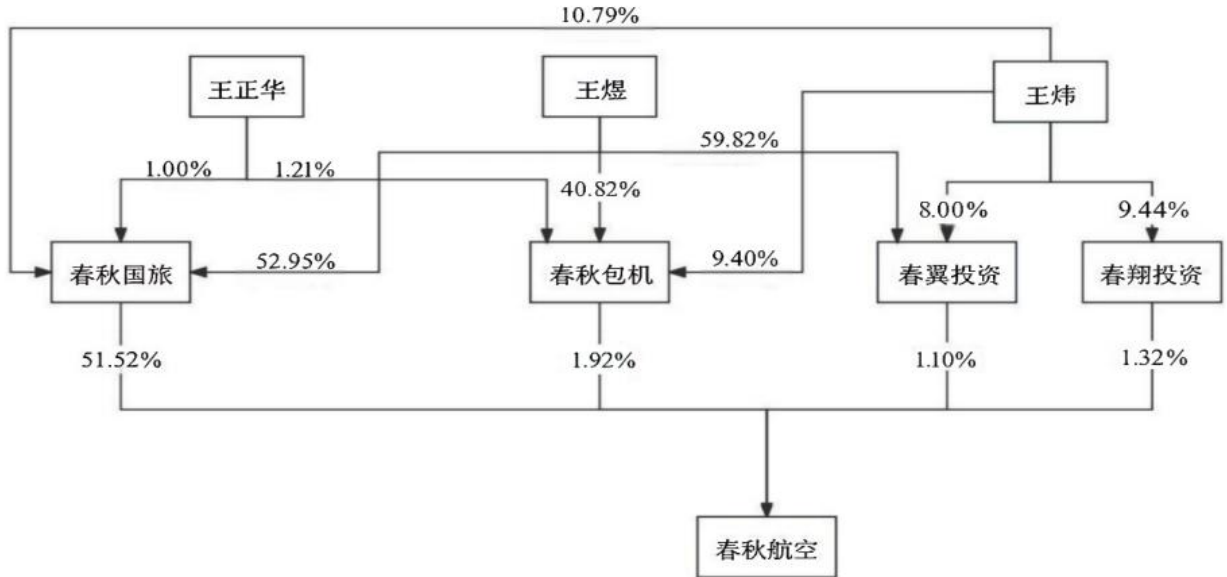 10.79%
王正华
王煜
王炜
59.82%
1.00%
1.21%
40.82%
8.00%
9.44%
春秋国旅
52.95%
春秋包机
9.40%
春翼投资
春翔投资
51.52%
1.92%
1.10%
1.32%
春秋航空